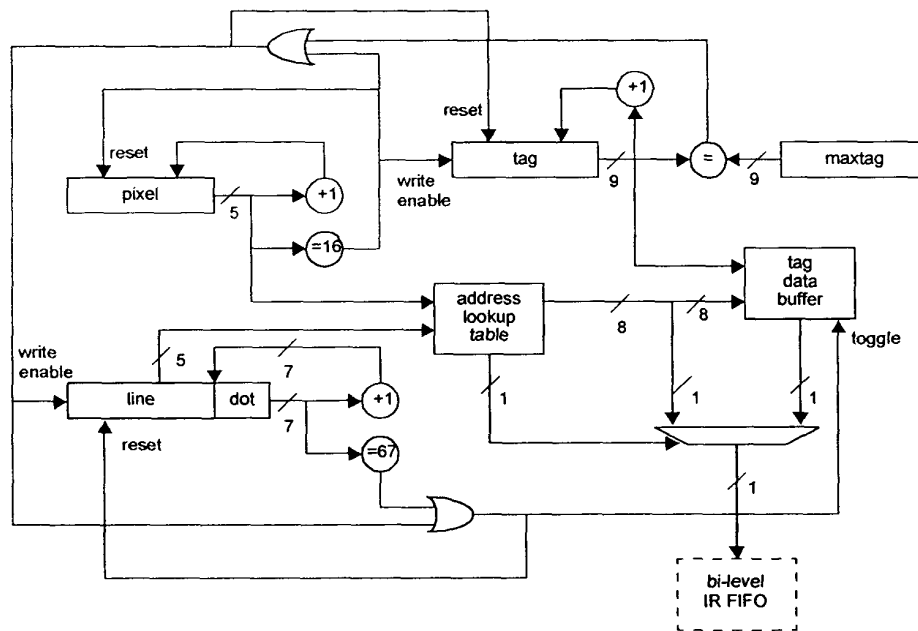 reset
+1
reset
tag
9
=
9
maxtag
write
enable
pixel
5
+1
=16
tag
data
buffer
toggle
address
lookup
table
8
8
5
7
1
1
1
write
enable
line
dot
7
+1
reset
=67
1
bi-level
IR FIFO